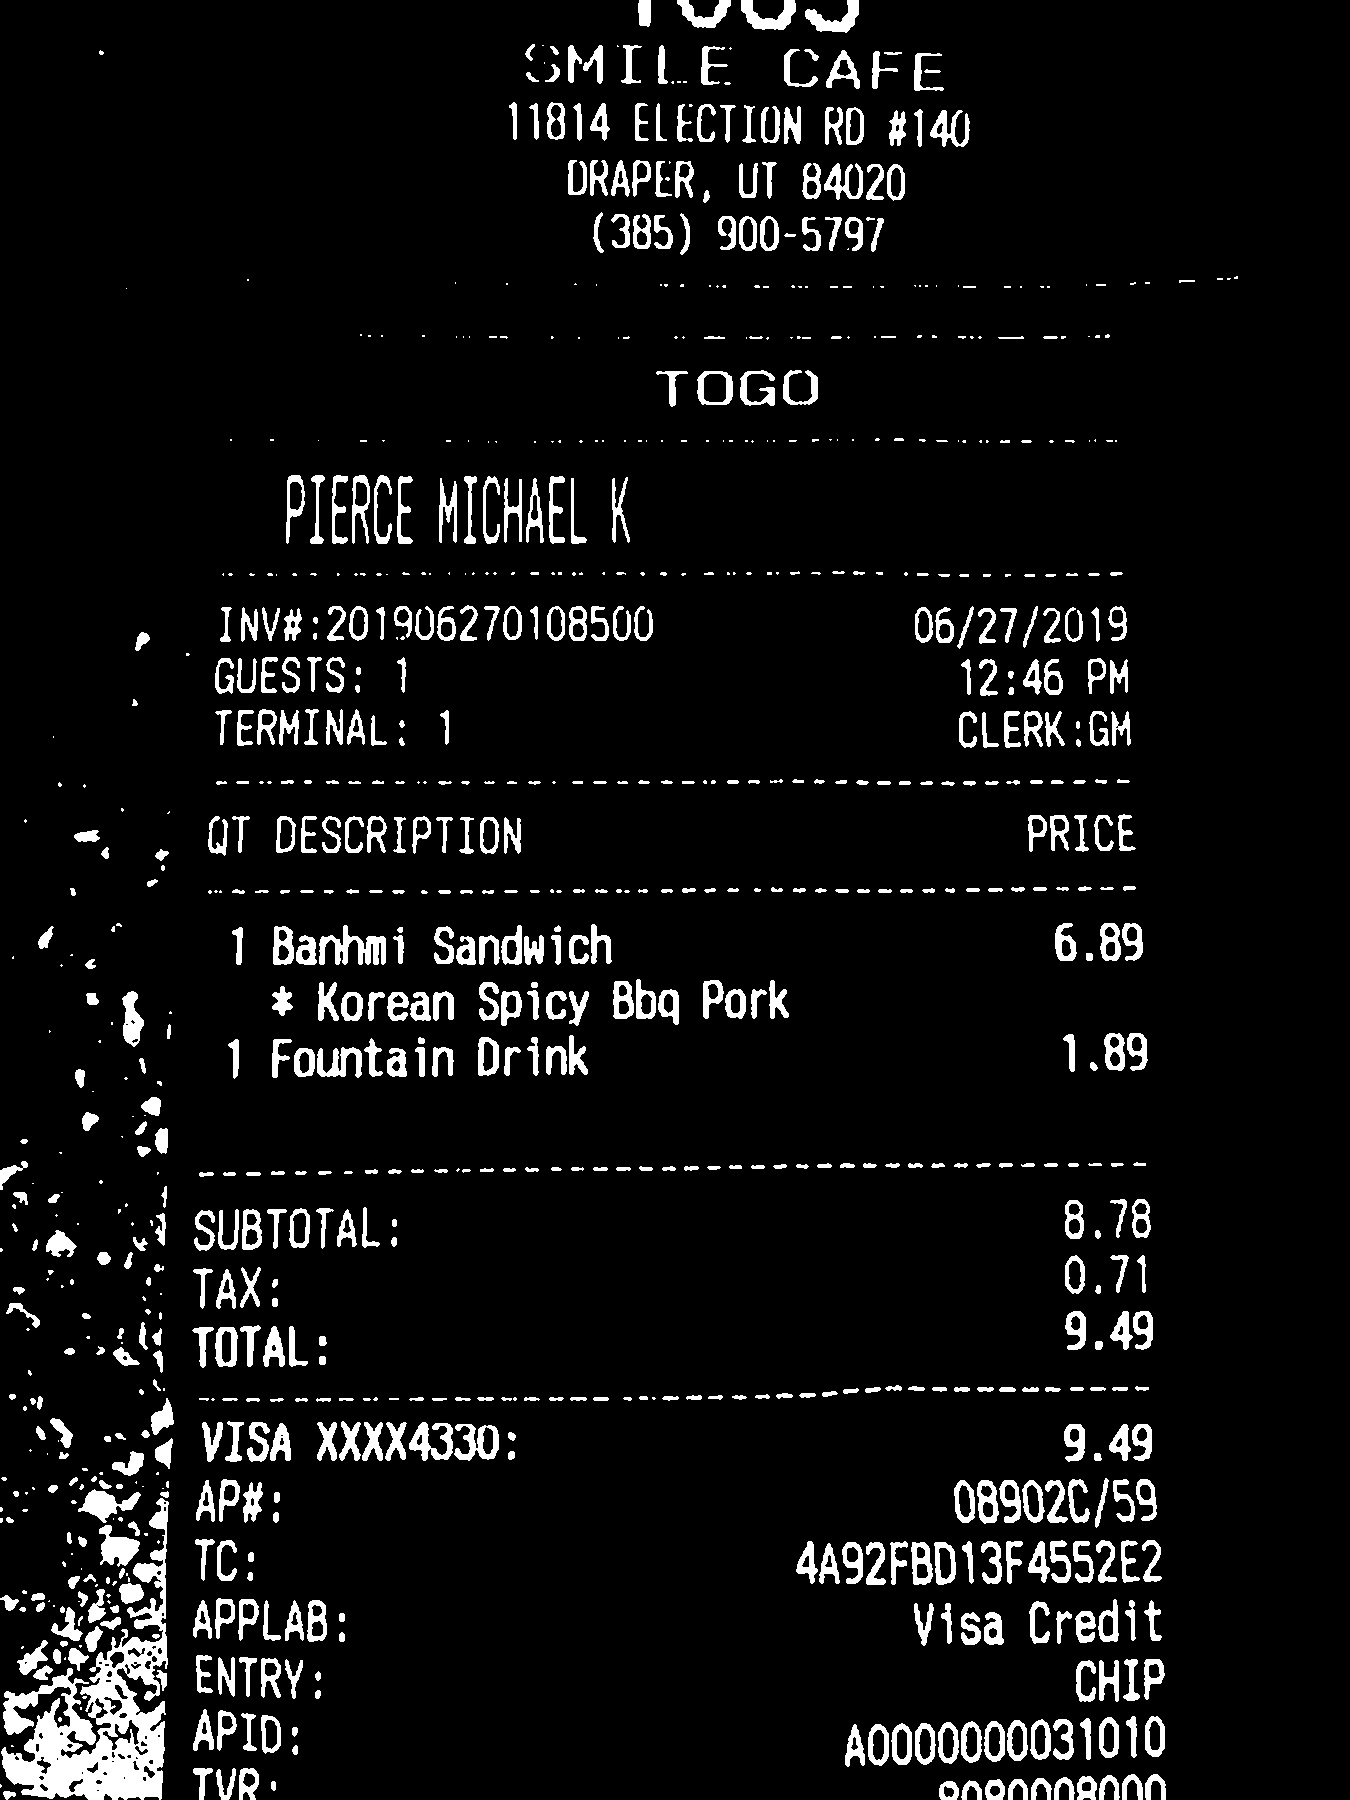 SMILE CAFE
11814 ELECTION RD #140
DRAPER, UT 84020
(385) 900-5797
TOGO
PIERCE MICHAEL K
INV#:201906270108500 06/27/2019
GUESTS: 1 12:46 PM
TERMINAL: 1 CLERK:GM
QT DESCRIPTION PRICE
1 Banhmi Sandwich 6.89
* Korean Spicy Bbq Pork
1 Fountain Drink 1.89
SUBTOTAL: 8.78
TAX: 0.71
TOTAL: 9.49
VISA XXXX4330: 9.49
AP#: 08902C/59
TC: 4A92FBD13F4552E2
APPLAB: Visa Credit
ENTRY: CHIP
APID: A0000000031010
TVR: